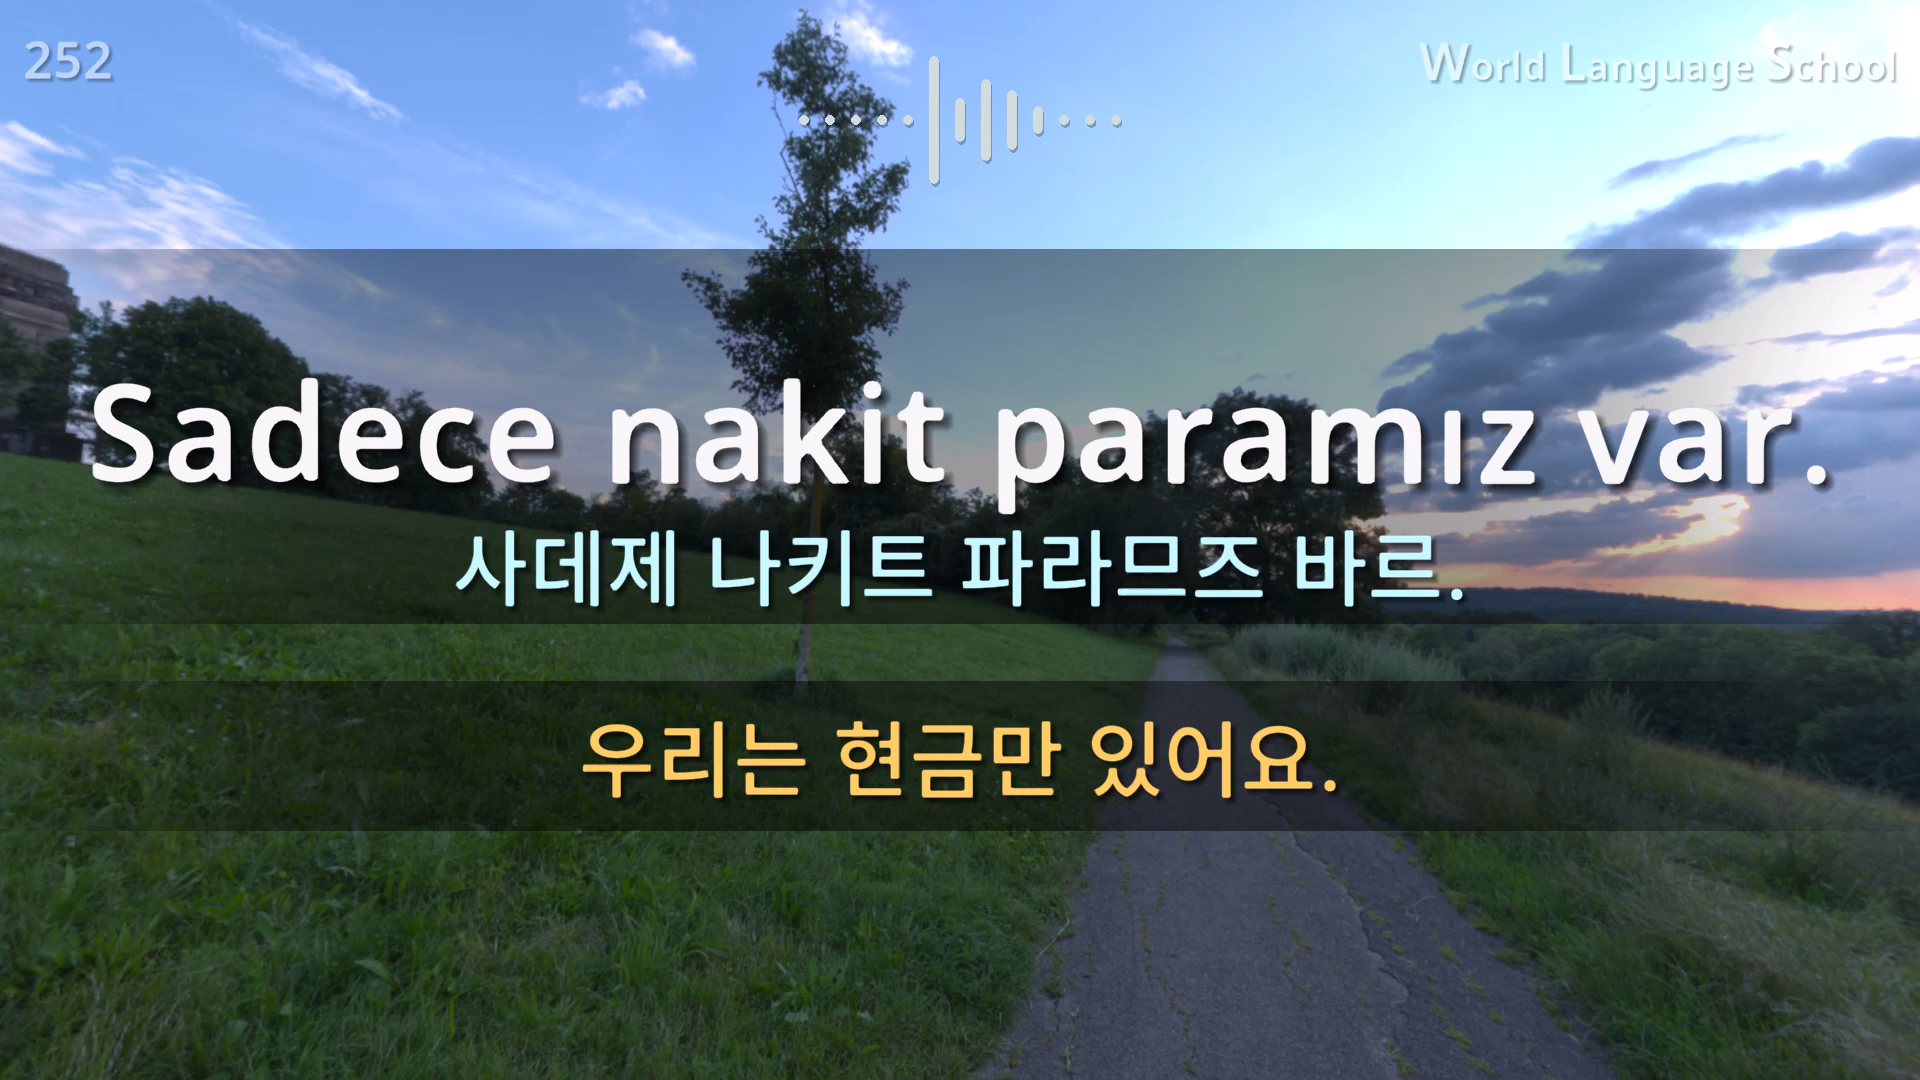 252
World Language School
Sadece nakit paramız var.
사데제 나키트 파라므즈 바르.
우리는 현금만 있어요.